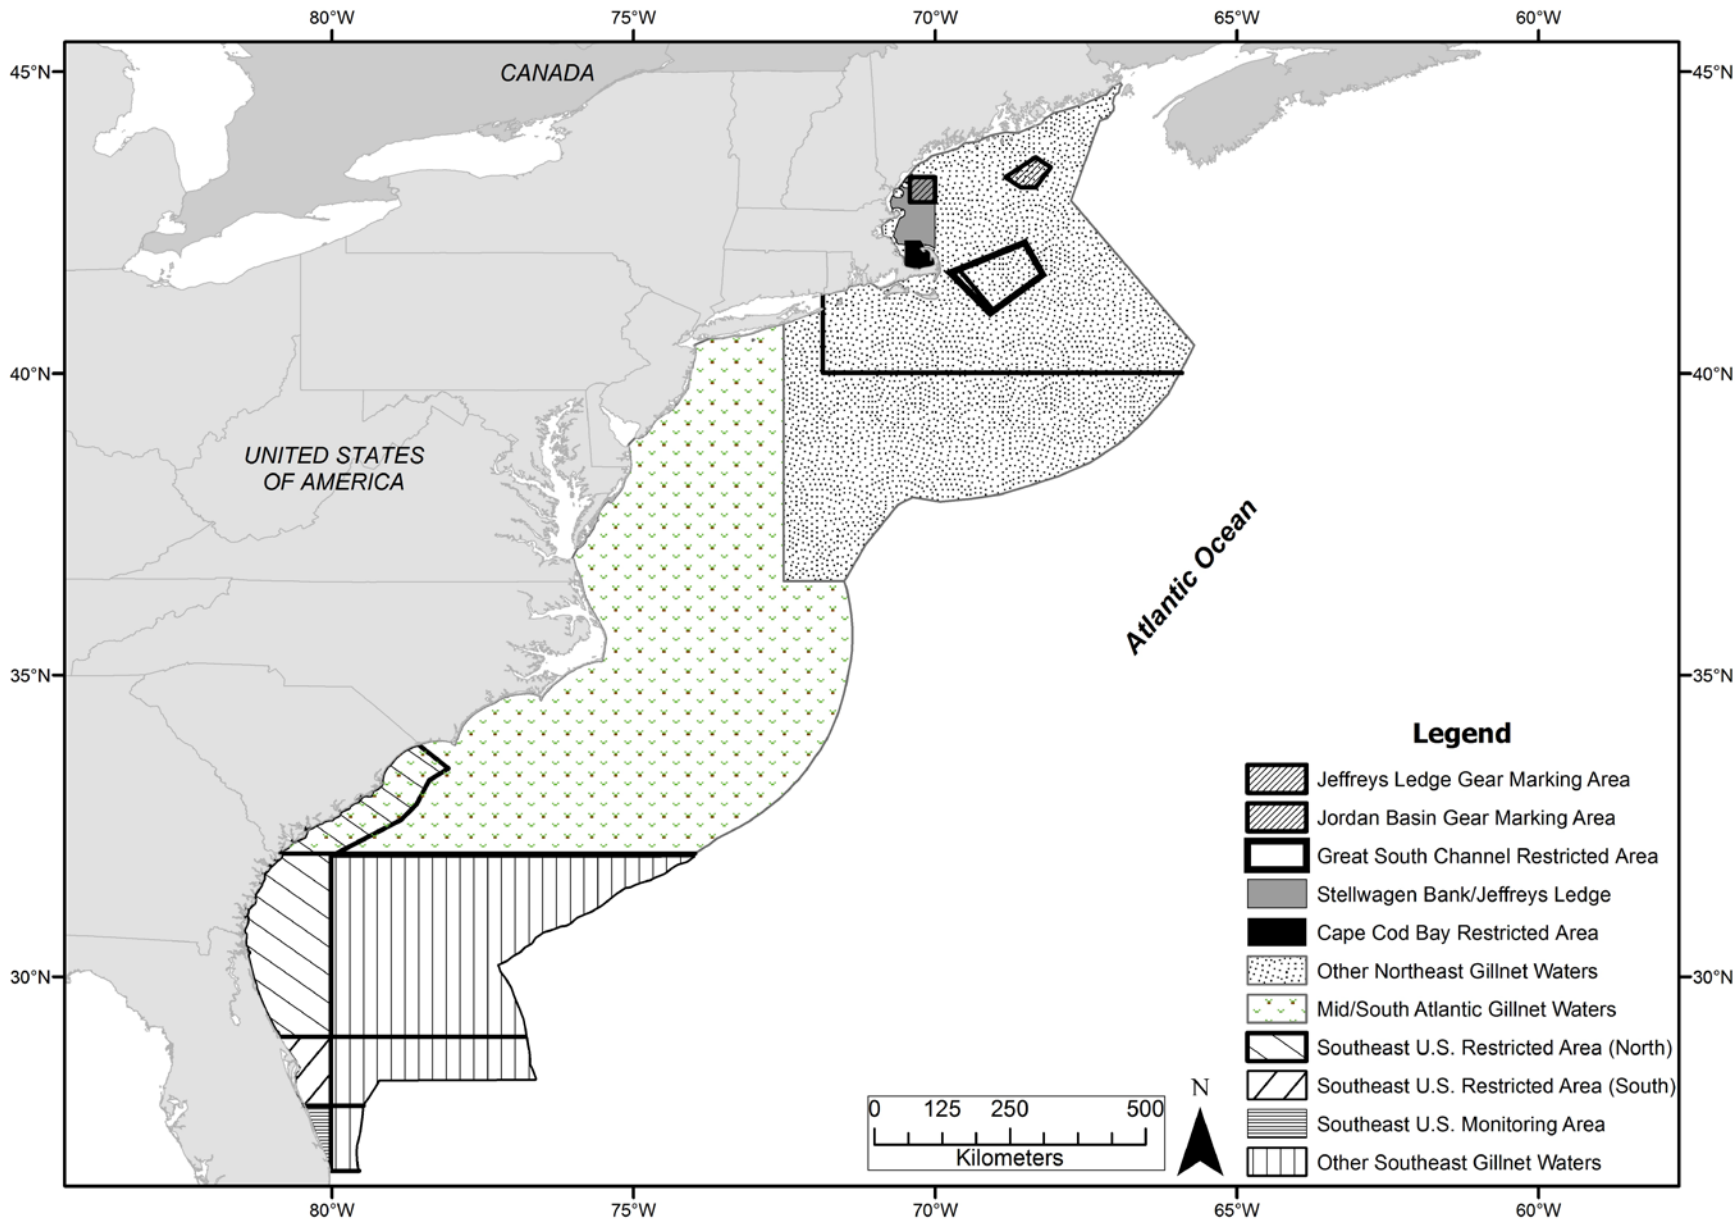 80°W 75°W 70°W 65°W 60°W
45°N 45°N
CANADA
40°N 40°N
UNITED STATES
OF AMERICA
Atlantic Ocean
35°N 35°N
30°N 30°N
Legend
Jeffreys Ledge Gear Marking Area
Jordan Basin Gear Marking Area
Great South Channel Restricted Area
Stellwagen Bank/Jeffreys Ledge
Cape Cod Bay Restricted Area
Other Northeast Gillnet Waters
Mid/South Atlantic Gillnet Waters
Southeast U.S. Restricted Area (North)
Southeast U.S. Restricted Area (South)
Southeast U.S. Monitoring Area
Other Southeast Gillnet Waters
0 125 250 500
Kilometers
N
80°W 75°W 70°W 65°W 60°W